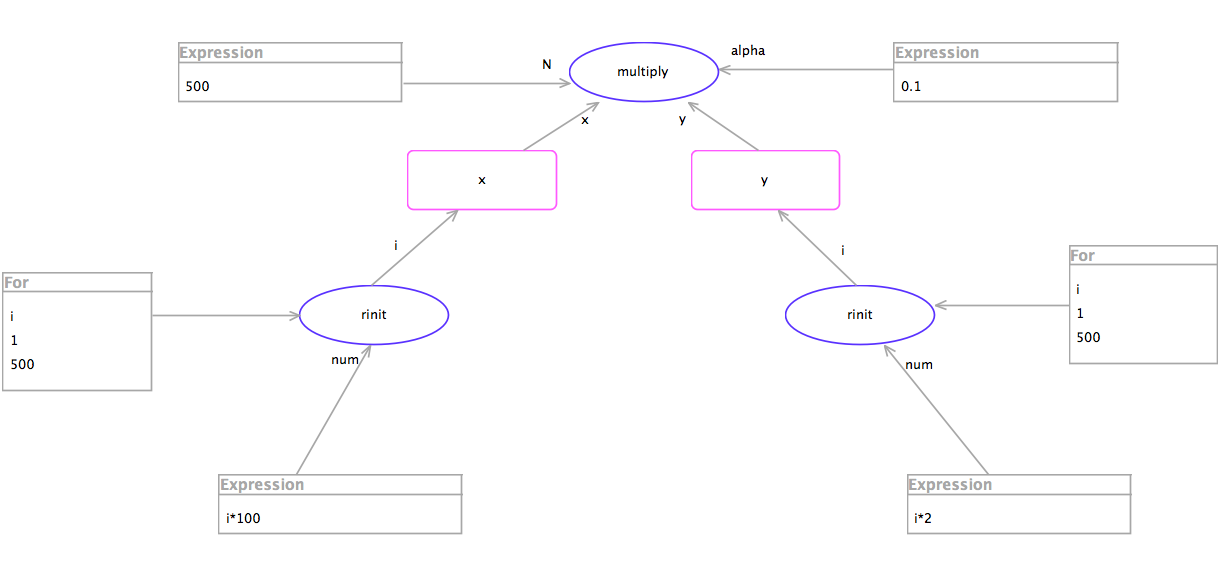 Expression
500
N
multiply
alpha
Expression
0.1
x
y
x
y
i
i
For
i
1
500
rinit
num
rinit
num
For
i
1
500
Expression
i*100
Expression
i*2